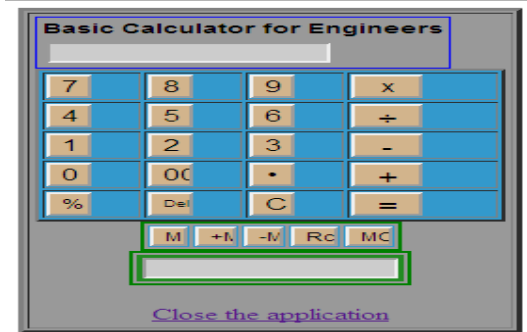 Basic Calculator for Engineers
7 8 9 x
4 5 6 ÷
1 2 3 -
0 00 • +
% Del C =
M +M -M Rc MC
Close the application